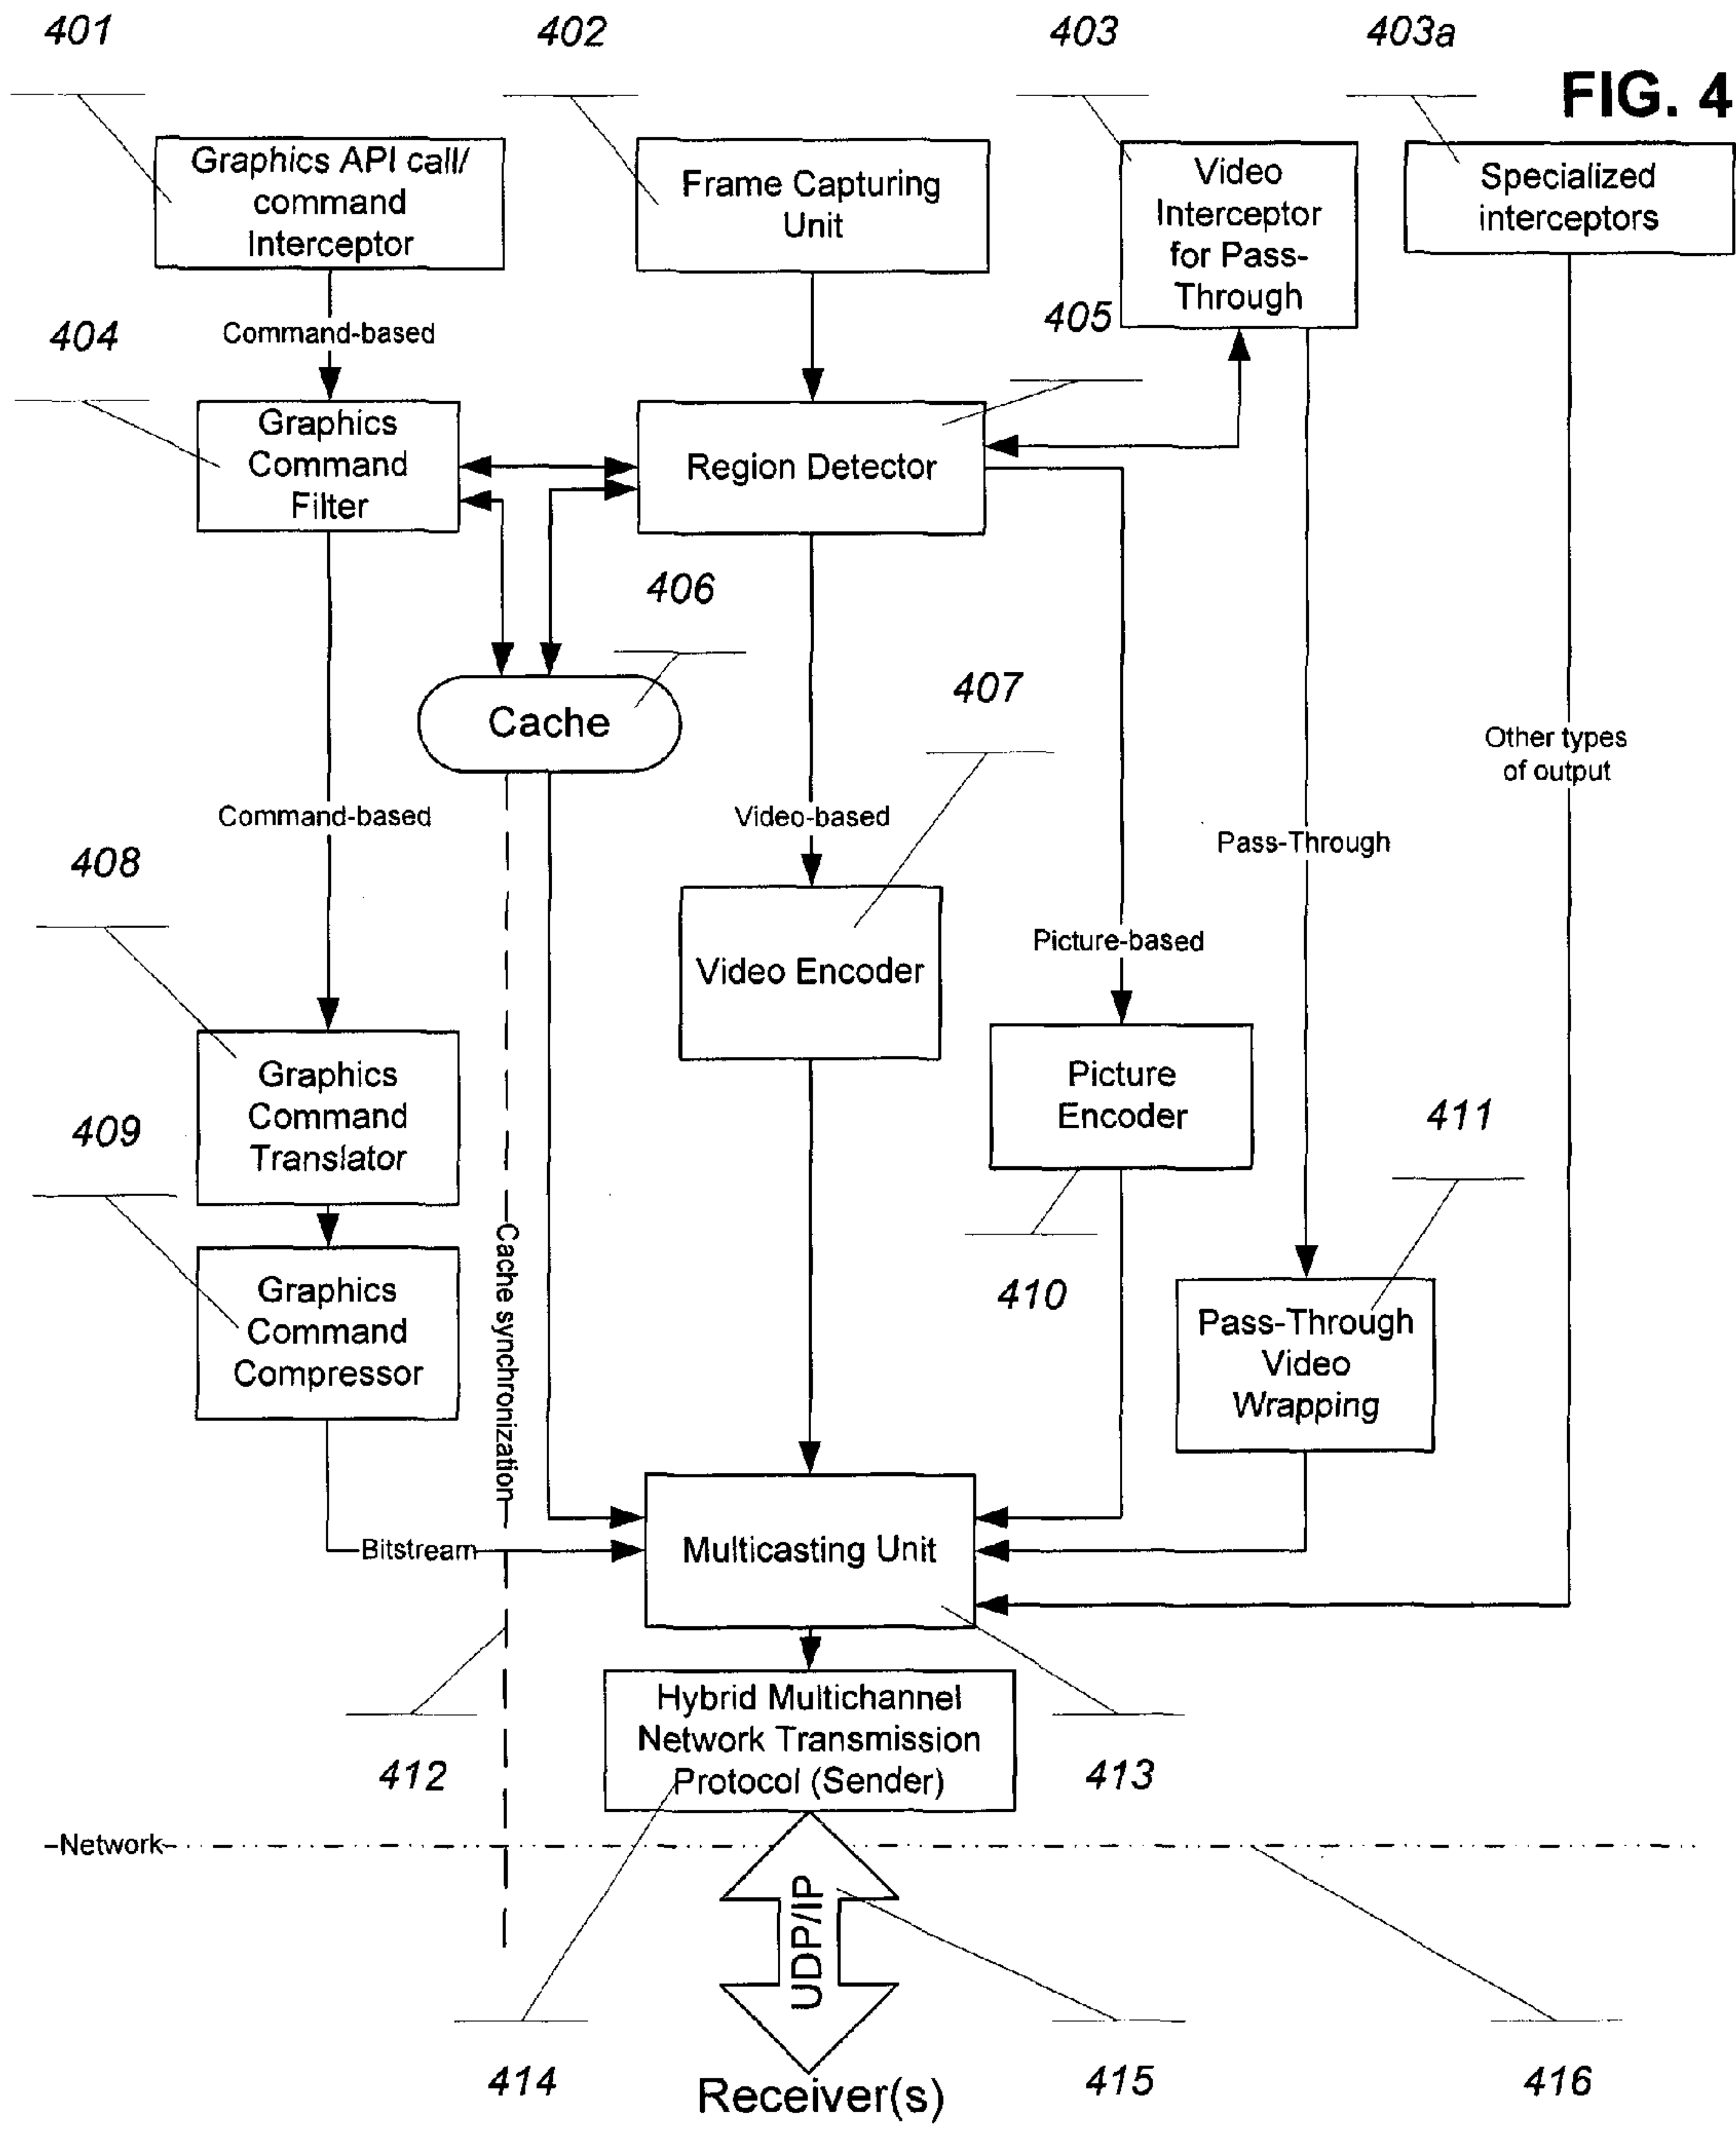 401
402
403
403a
FIG. 4
Graphics API call/
command
Interceptor
Frame Capturing
Unit
Video
Interceptor
for Pass-
Through
Specialized
interceptors
404
Command-based
405
Graphics
Command
Filter
Region Detector
406
407
Cache
Other types
of output
Command-based
Video-based
Pass-Through
408
Picture-based
Video Encoder
Graphics
Command
Translator
Picture
Encoder
409
411
Cache synchronization
Graphics
Command
Compressor
410
Pass-Through
Video
Wrapping
Bitstream
Multicasting Unit
Hybrid Multichannel
Network Transmission
Protocol (Sender)
412
413
Network
UDP/IP
414
415
416
Receiver(s)